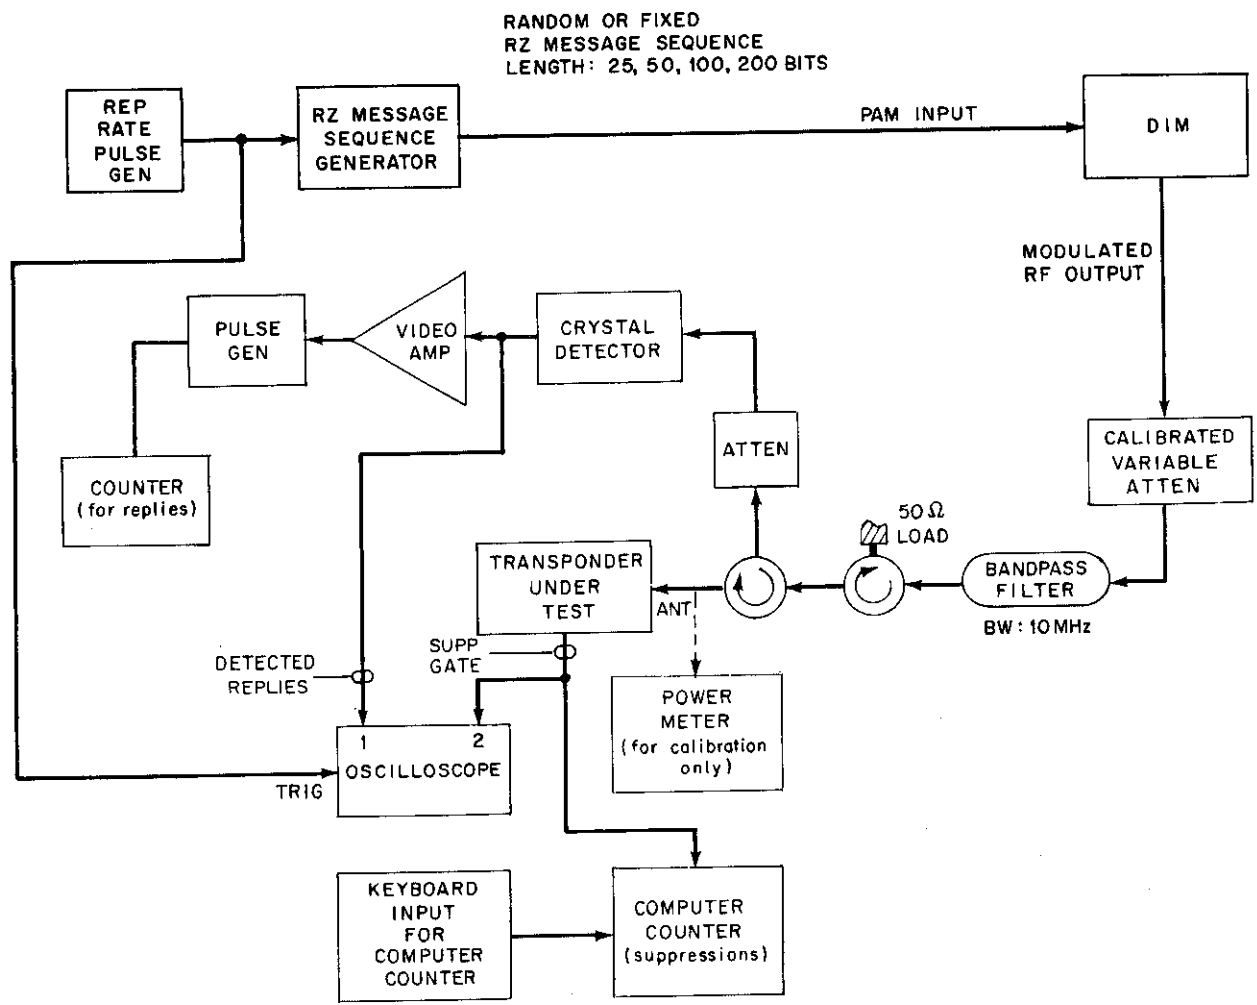 RANDOM OR FIXED
RZ MESSAGE SEQUENCE
LENGTH: 25, 50, 100, 200 BITS
REP
RATE
PULSE
GEN
RZ MESSAGE
SEQUENCE
GENERATOR
PAM INPUT
DIM
MODULATED
RF OUTPUT
PULSE
GEN
VIDEO
AMP
CRYSTAL
DETECTOR
ATTEN
CALIBRATED
VARIABLE
ATTEN
COUNTER
(for replies)
50Ω
LOAD
TRANSPONDER
UNDER
TEST
ANT
BANDPASS
FILTER
BW: 10MHz
SUPP
GATE
DETECTED
REPLIES
POWER
METER
(for calibration
only)
1
2
OSCILLOSCOPE
TRIG
KEYBOARD
INPUT
FOR
COMPUTER
COUNTER
COMPUTER
COUNTER
(suppressions)